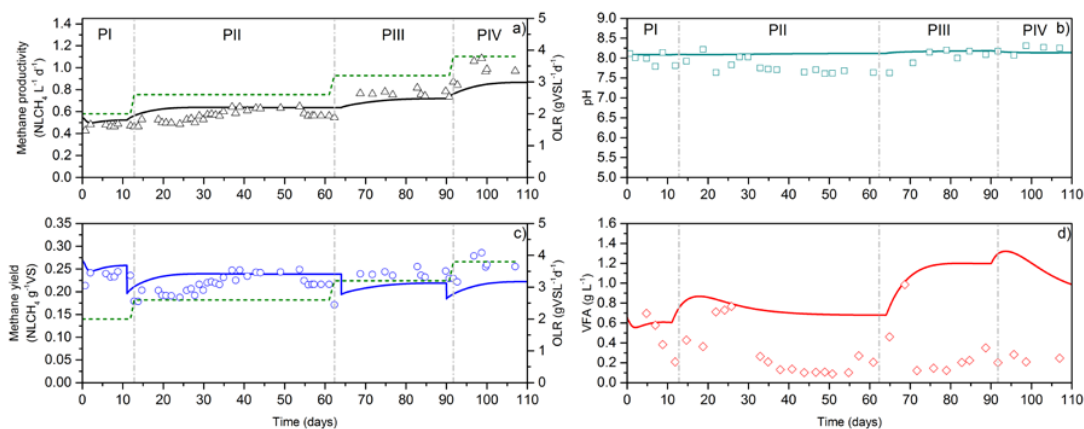 a)
PI PII PIII PIV
1.4
1.2
1.0
0.8
0.6
0.4
0.2
0.0
Methane productivity
(NLCH₄ L⁻¹ d⁻¹)
5
4
3
2
1
0
OLR (gVSL⁻¹d⁻¹)
0 10 20 30 40 50 60 70 80 90 100 110
b)
PI PII PIII PIV
9.0
8.5
8.0
7.5
7.0
6.5
6.0
5.5
5.0
pH
0 10 20 30 40 50 60 70 80 90 100 110
c)
0.35
0.30
0.25
0.20
0.15
0.10
0.05
0.00
Methane yield
(NLCH₄ g⁻¹VS)
5
4
3
2
1
0
OLR (gVSL⁻¹d⁻¹)
0 10 20 30 40 50 60 70 80 90 100 110
Time (days)
d)
1.6
1.4
1.2
1.0
0.8
0.6
0.4
0.2
0.0
VFA (g L⁻¹)
0 10 20 30 40 50 60 70 80 90 100 110
Time (days)